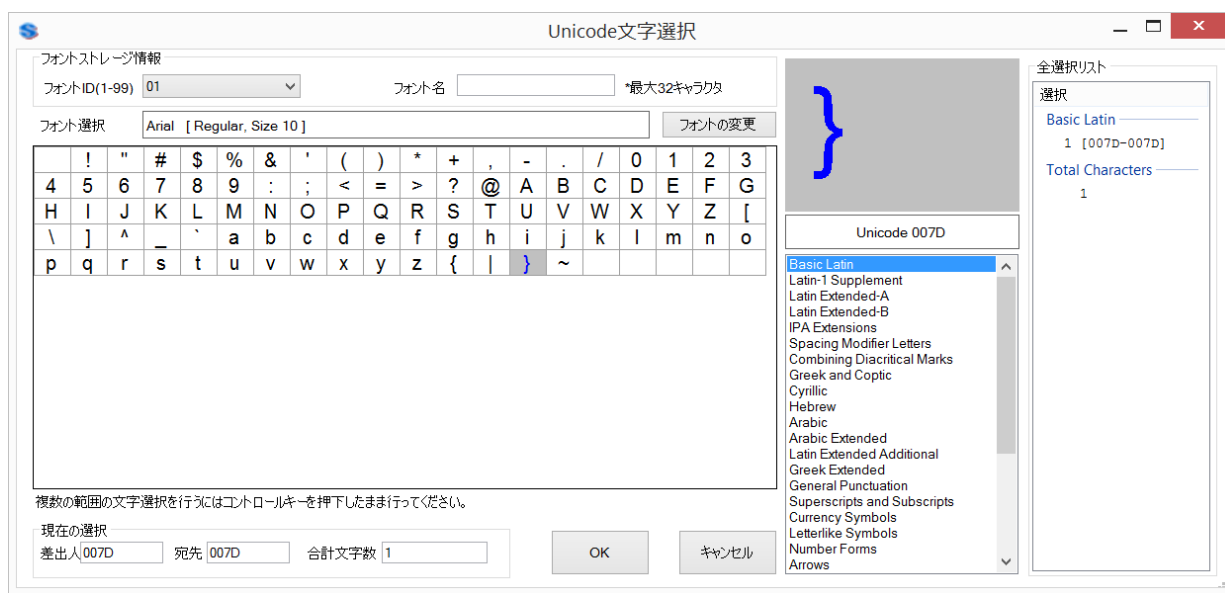 Unicode文字選択
フォントストレージ情報
フォントID(1-99) 01 フォント名 *最大32キャラクタ
フォント選択 Arial [ Regular, Size 10 ] フォントの変更
! " # $ % & ' ( ) * + , - . / 0 1 2 3
4 5 6 7 8 9 : ; < = > ? @ A B C D E F G
H I J K L M N O P Q R S T U V W X Y Z [
\ ] ^ _ ` a b c d e f g h i j k l m n o
p q r s t u v w x y z { | } ~
複数の範囲の文字選択を行うにはコントロールキーを押下したまま行ってください。
現在の選択
差出人 007D 宛先 007D 合計文字数 1
OK キャンセル
}
Unicode 007D
Basic Latin
Latin-1 Supplement
Latin Extended-A
Latin Extended-B
IPA Extensions
Spacing Modifier Letters
Combining Diacritical Marks
Greek and Coptic
Cyrillic
Hebrew
Arabic
Arabic Extended
Latin Extended Additional
Greek Extended
General Punctuation
Superscripts and Subscripts
Currency Symbols
Letterlike Symbols
Number Forms
Arrows
全選択リスト
選択
Basic Latin
1 [007D-007D]
Total Characters
1